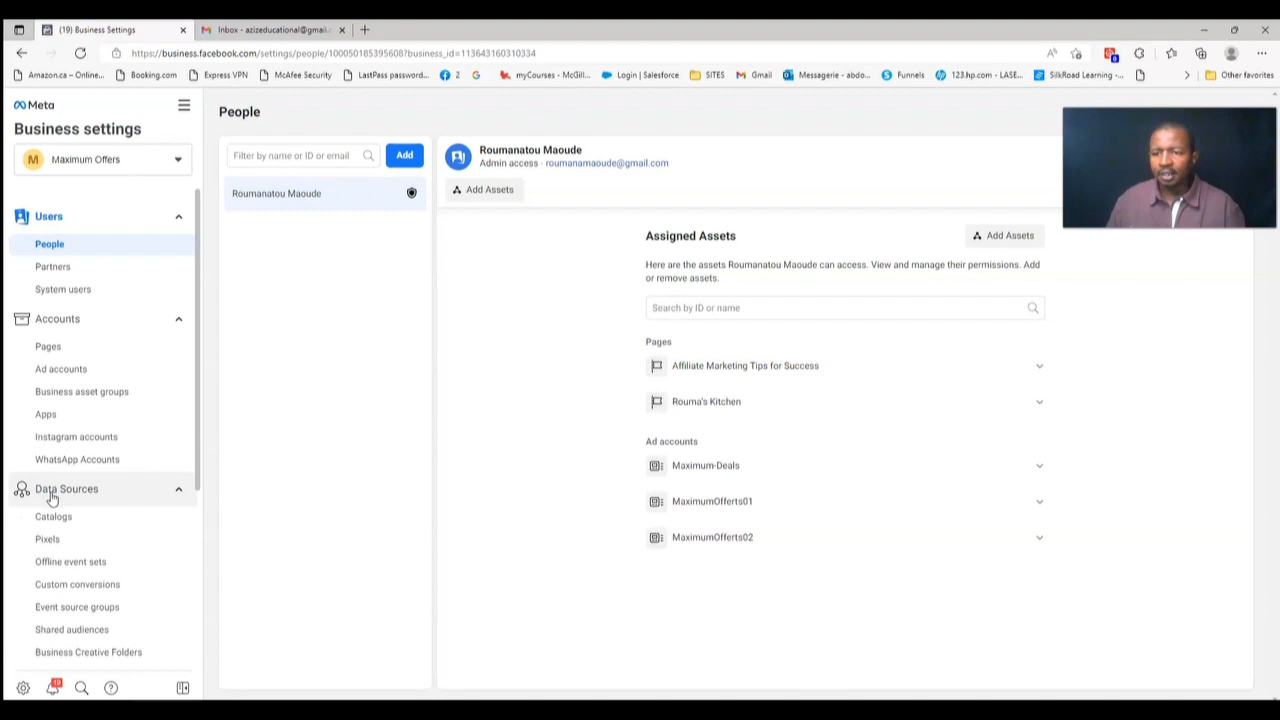 (19) Business Settings
Inbox - azizeducational@gmail.c
https://business.facebook.com/settings/people/100050185395608?business_id=113643160310334
Amazon.ca – Online...
Booking.com
Express VPN
McAfee Security
LastPass password...
2
myCourses - McGill...
Login | Salesforce
SITES
Gmail
Messagerie - abdo...
Funnels
123.hp.com - LASE...
SilkRoad Learning -...
Other favorites
Meta
Business settings
M Maximum Offers
Users
People
Partners
System users
Accounts
Pages
Ad accounts
Business asset groups
Apps
Instagram accounts
WhatsApp Accounts
Data Sources
Catalogs
Pixels
Offline event sets
Custom conversions
Event source groups
Shared audiences
Business Creative Folders
19
People
Filter by name or ID or email
Add
Roumanatou Maoude
Roumanatou Maoude
Admin access · roumanamaoude@gmail.com
Add Assets
Assigned Assets
Add Assets
Here are the assets Roumanatou Maoude can access. View and manage their permissions. Add
or remove assets.
Search by ID or name
Pages
Affiliate Marketing Tips for Success
Rouma's Kitchen
Ad accounts
Maximum-Deals
MaximumOfferts01
MaximumOfferts02